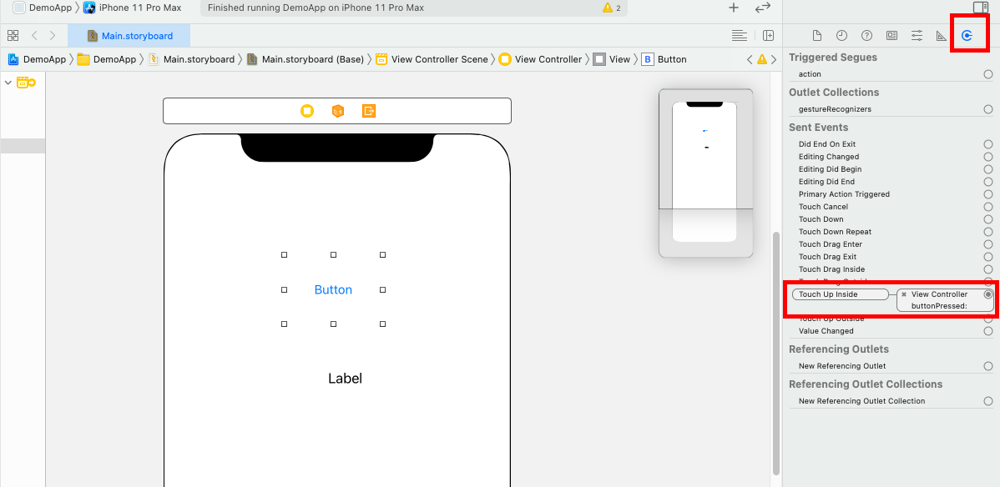 DemoApp iPhone 11 Pro Max Finished running DemoApp on iPhone 11 Pro Max 2
Main.storyboard
DemoApp DemoApp Main.storyboard Main.storyboard (Base) View Controller Scene View Controller View B Button
Triggered Segues
action
Outlet Collections
gestureRecognizers
Sent Events
Did End On Exit
Editing Changed
Editing Did Begin
Editing Did End
Primary Action Triggered
Touch Cancel
Touch Down
Touch Down Repeat
Touch Drag Enter
Touch Drag Exit
Touch Drag Inside
Touch Drag Outside
Touch Up Inside View Controller
buttonPressed:
Touch Up Outside
Value Changed
Referencing Outlets
New Referencing Outlet
Referencing Outlet Collections
New Referencing Outlet Collection
Button
Label